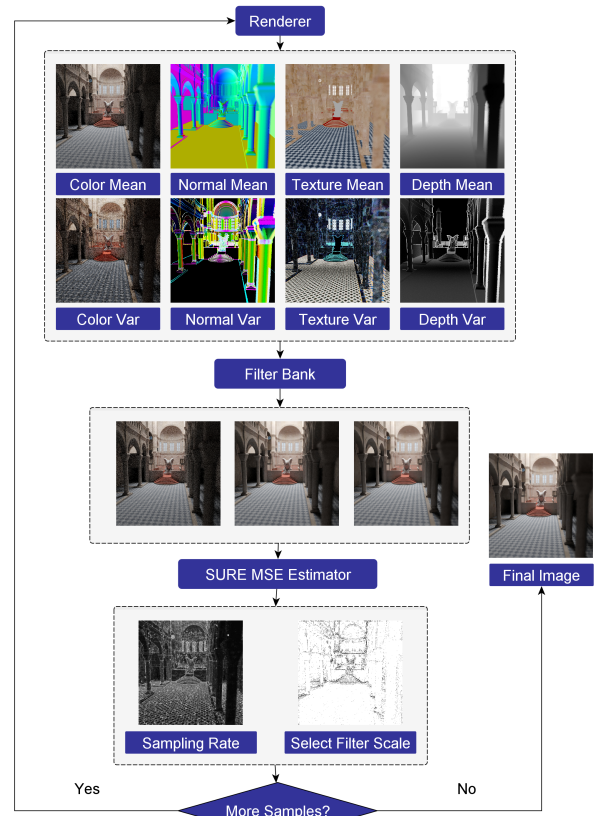 Renderer
Color Mean
Normal Mean
Texture Mean
Depth Mean
Color Var
Normal Var
Texture Var
Depth Var
Filter Bank
SURE MSE Estimator
Final Image
Sampling Rate
Select Filter Scale
Yes
No
More Samples?